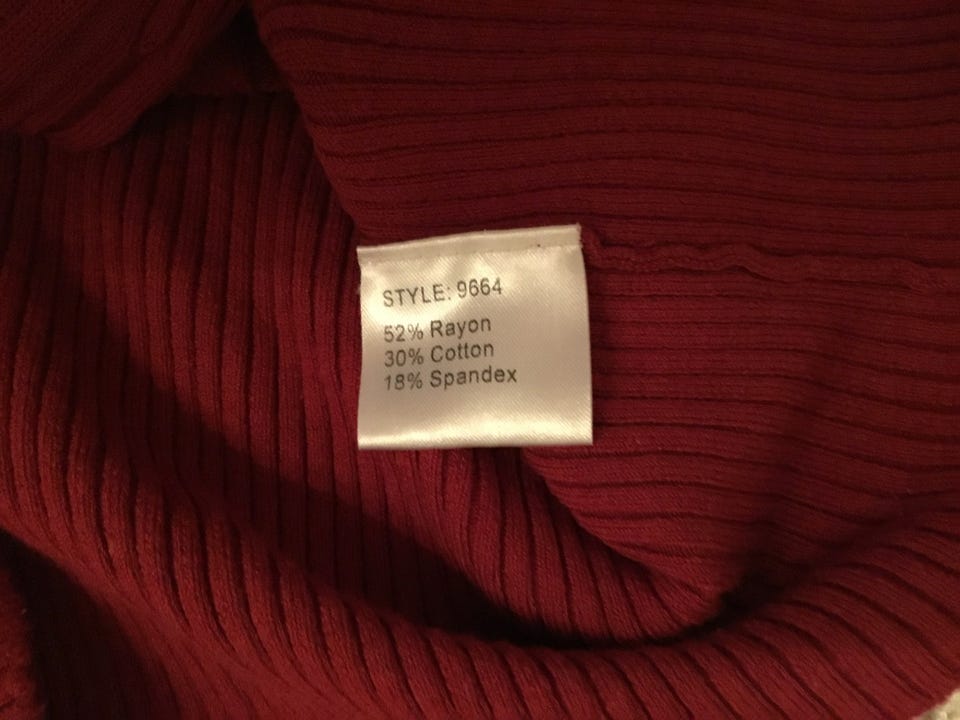 STYLE: 9664
52% Rayon
30% Cotton
18% Spandex